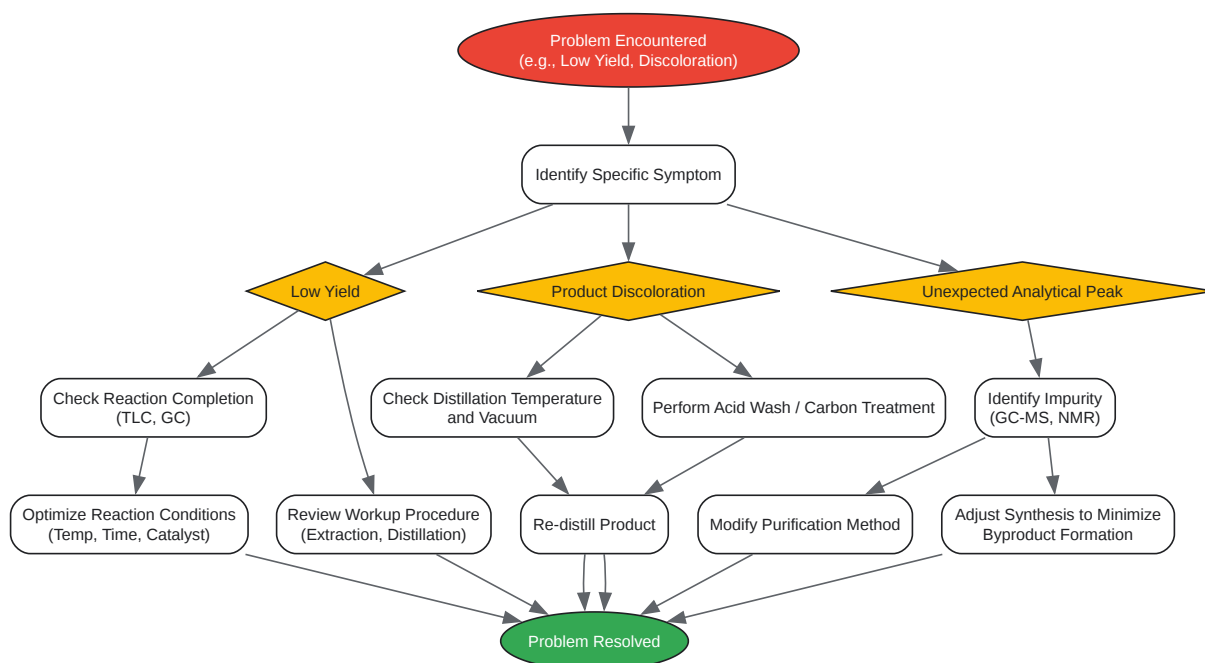 Problem Encountered
(e.g., Low Yield, Discoloration)
Identify Specific Symptom
Low Yield
Product Discoloration
Unexpected Analytical Peak
Check Reaction Completion
(TLC, GC)
Check Distillation Temperature
and Vacuum
Perform Acid Wash / Carbon Treatment
Identify Impurity
(GC-MS, NMR)
Optimize Reaction Conditions
(Temp, Time, Catalyst)
Review Workup Procedure
(Extraction, Distillation)
Re-distill Product
Modify Purification Method
Adjust Synthesis to Minimize
Byproduct Formation
Problem Resolved